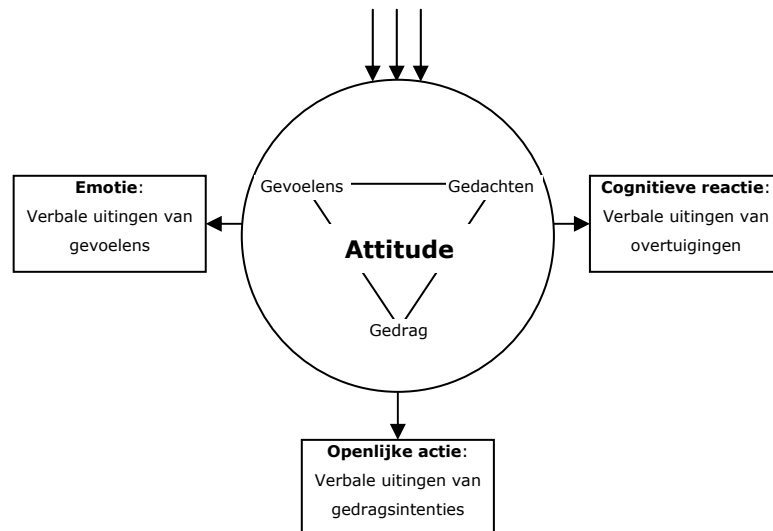 Gevoelens
Gedachten
Attitude
Gedrag
Emotie:
Verbale uitingen van
gevoelens
Cognitieve reactie:
Verbale uitingen van
overtuigingen
Openlijke actie:
Verbale uitingen van
gedragsintenties